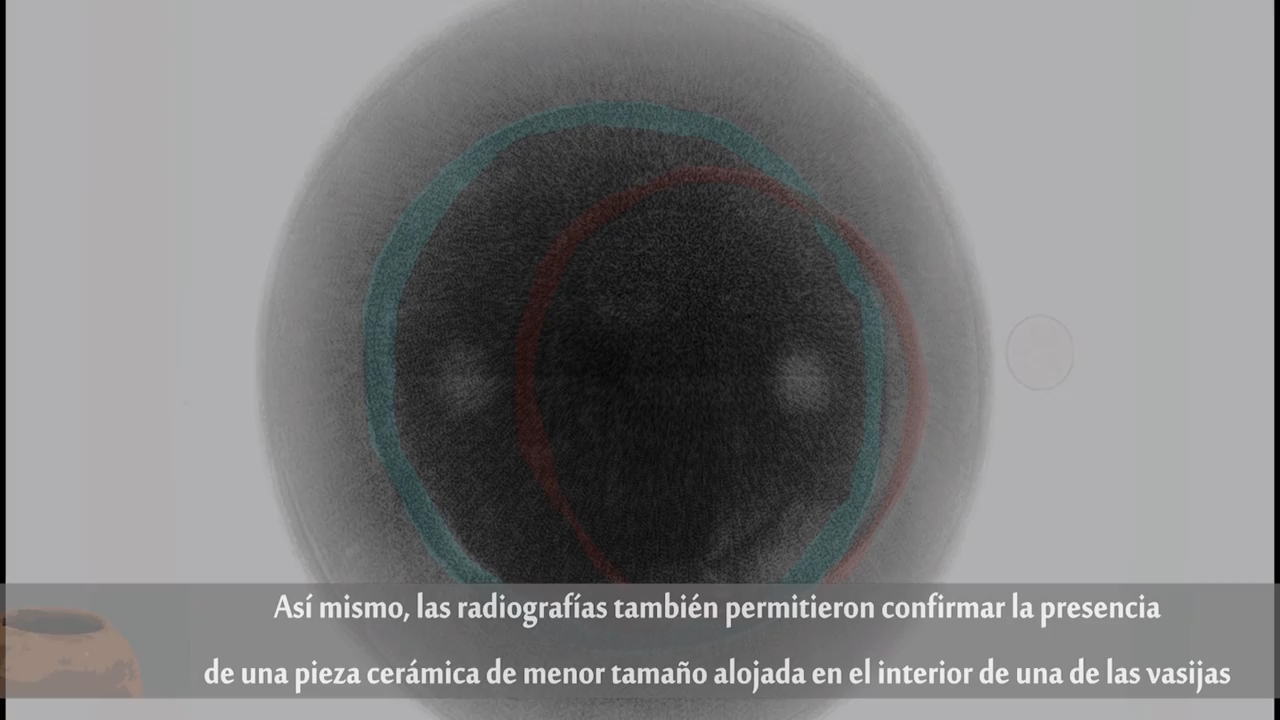 Así mismo, las radiografías también permitieron confirmar la presencia
de una pieza cerámica de menor tamaño alojada en el interior de una de las vasijas